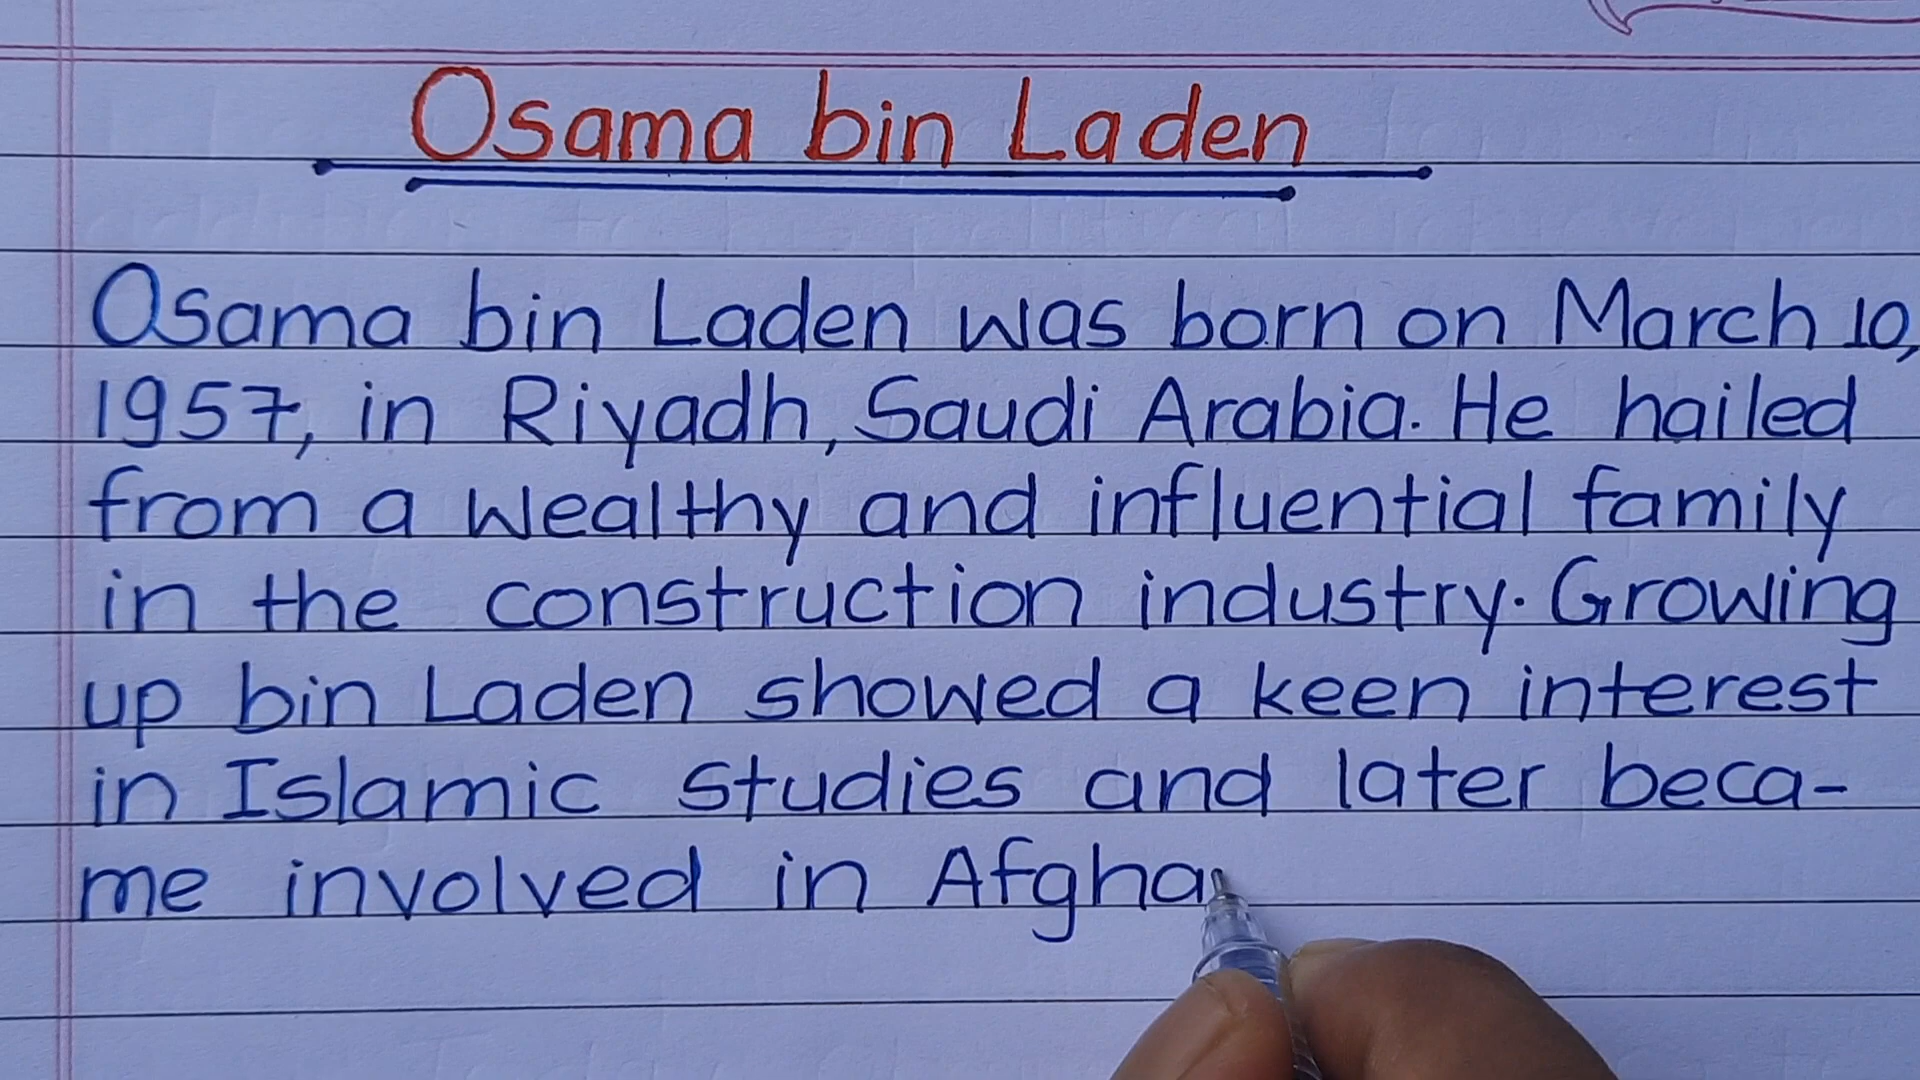 Osama bin Laden
Osama bin Laden was born on March 10,
1957, in Riyadh, Saudi Arabia. He hailed
from a wealthy and influential family
in the construction industry. Growing
up bin Laden showed a keen interest
in Islamic studies and later beca-
me involved in Afgha